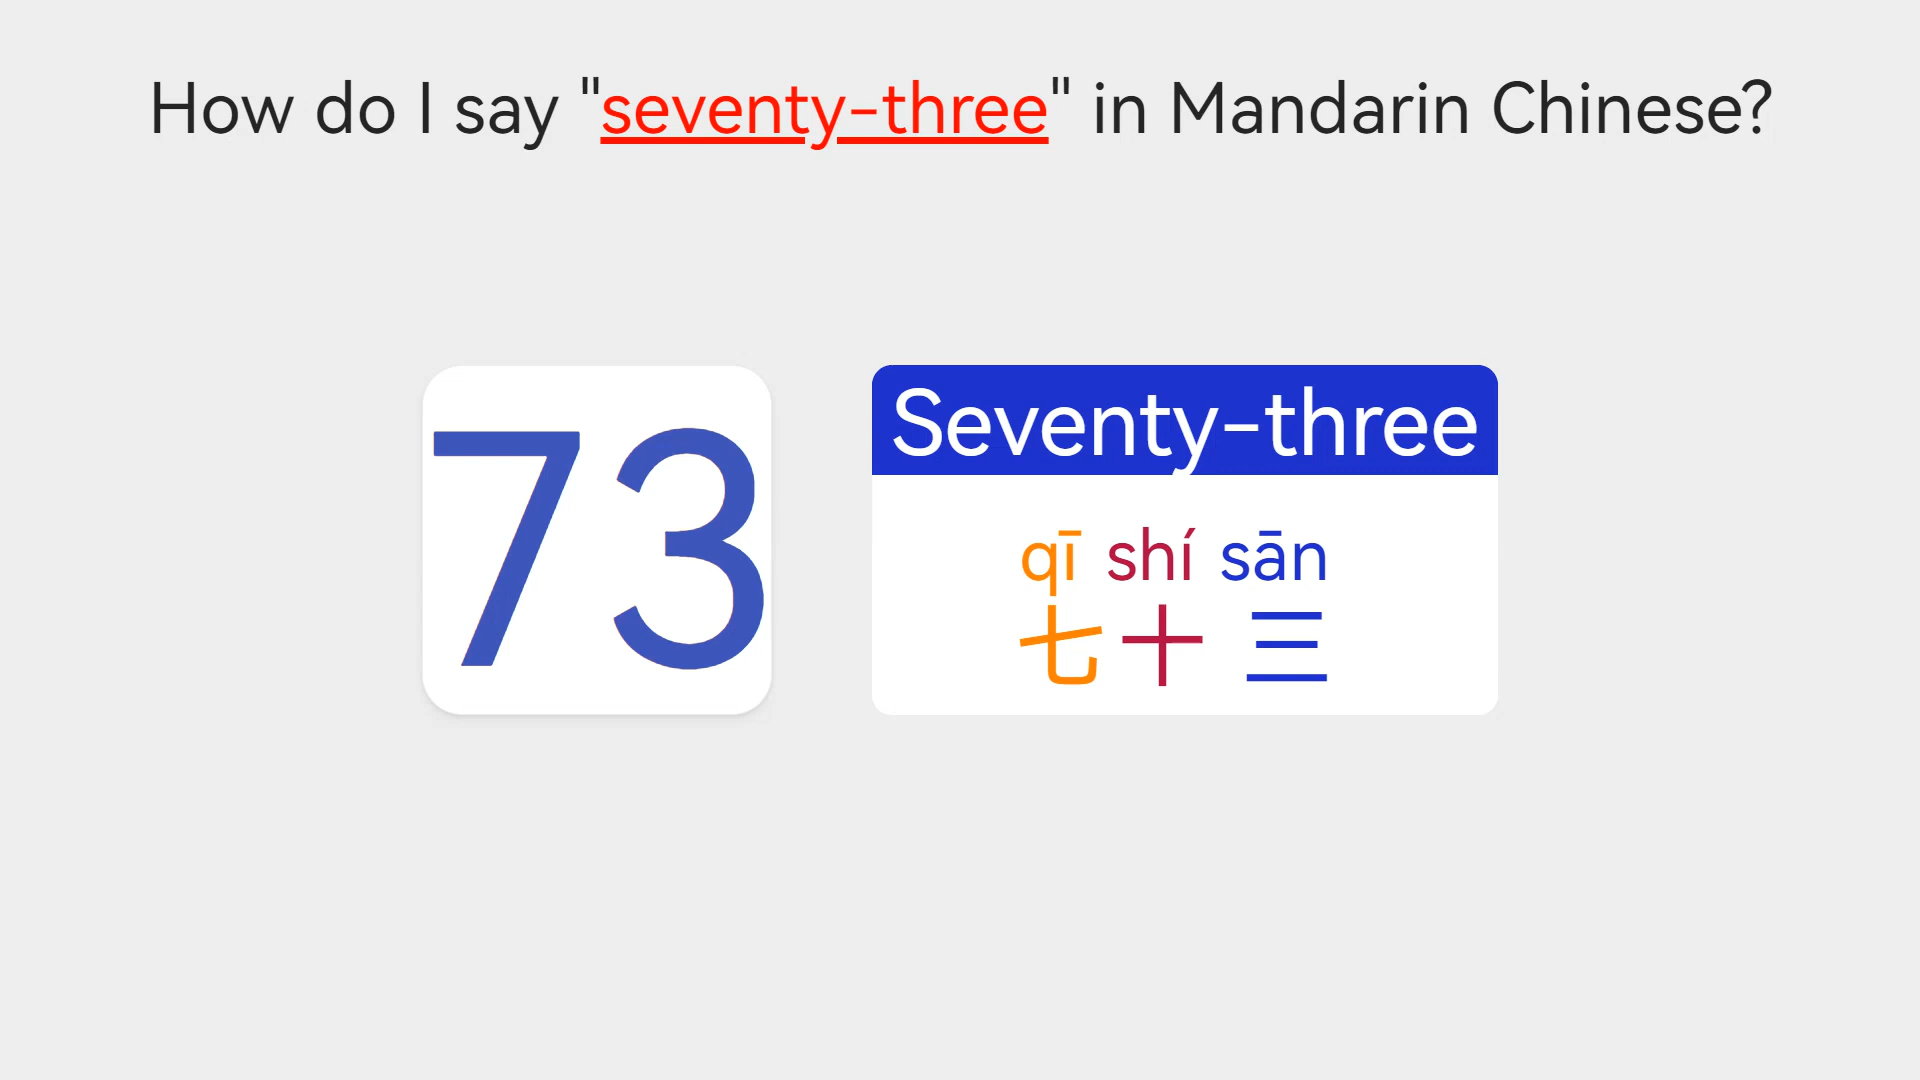 How do I say "seventy-three" in Mandarin Chinese?
73
Seventy-three
qī shí sān
七十三